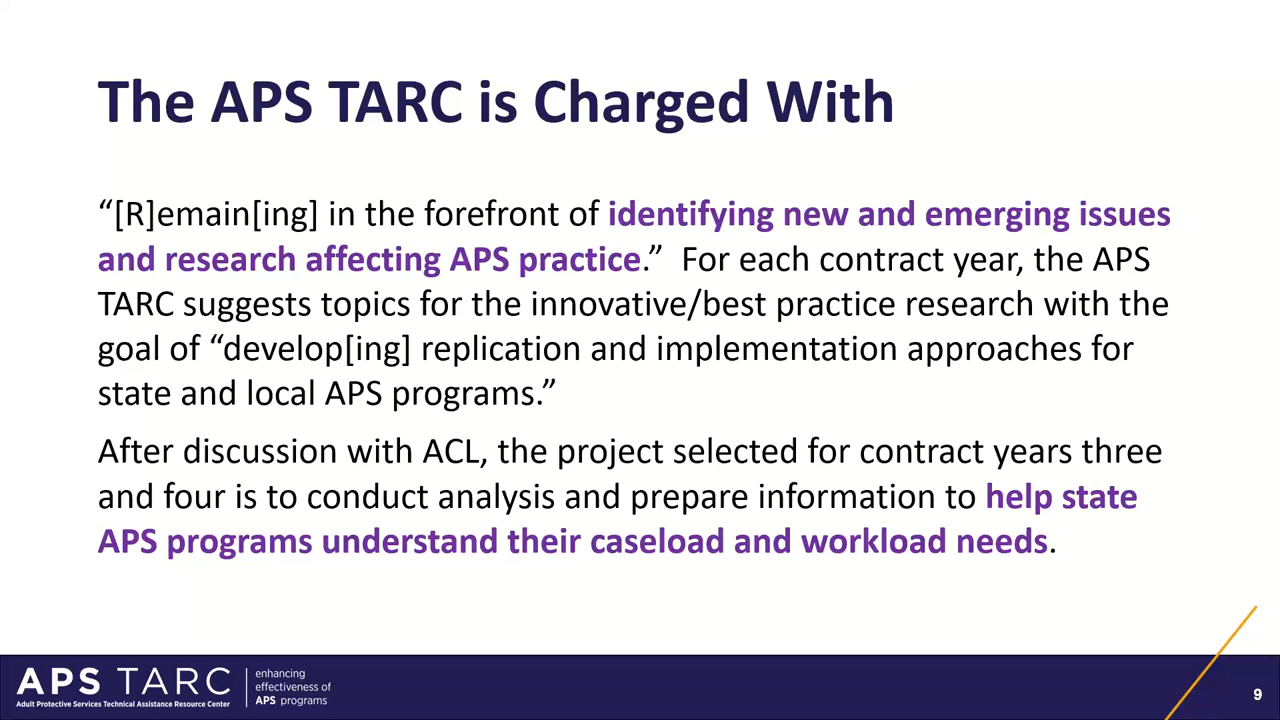 The APS TARC is Charged With
“[R]emain[ing] in the forefront of identifying new and emerging issues
and research affecting APS practice.” For each contract year, the APS
TARC suggests topics for the innovative/best practice research with the
goal of “develop[ing] replication and implementation approaches for
state and local APS programs.”
After discussion with ACL, the project selected for contract years three
and four is to conduct analysis and prepare information to help state
APS programs understand their caseload and workload needs.
APS TARC
Adult Protective Services Technical Assistance Resource Center
enhancing
effectiveness of
APS programs
9